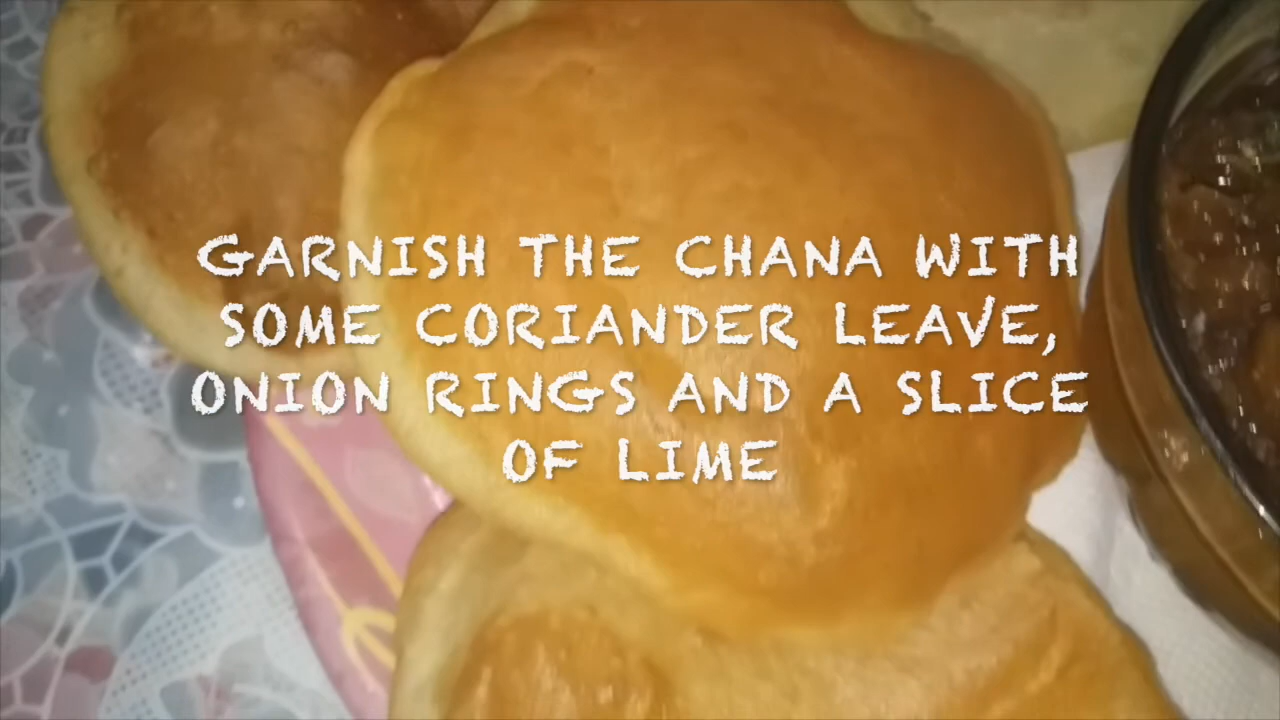 GARNISH THE CHANA WITH
SOME CORIANDER LEAVE,
ONION RINGS AND A SLICE
OF LIME